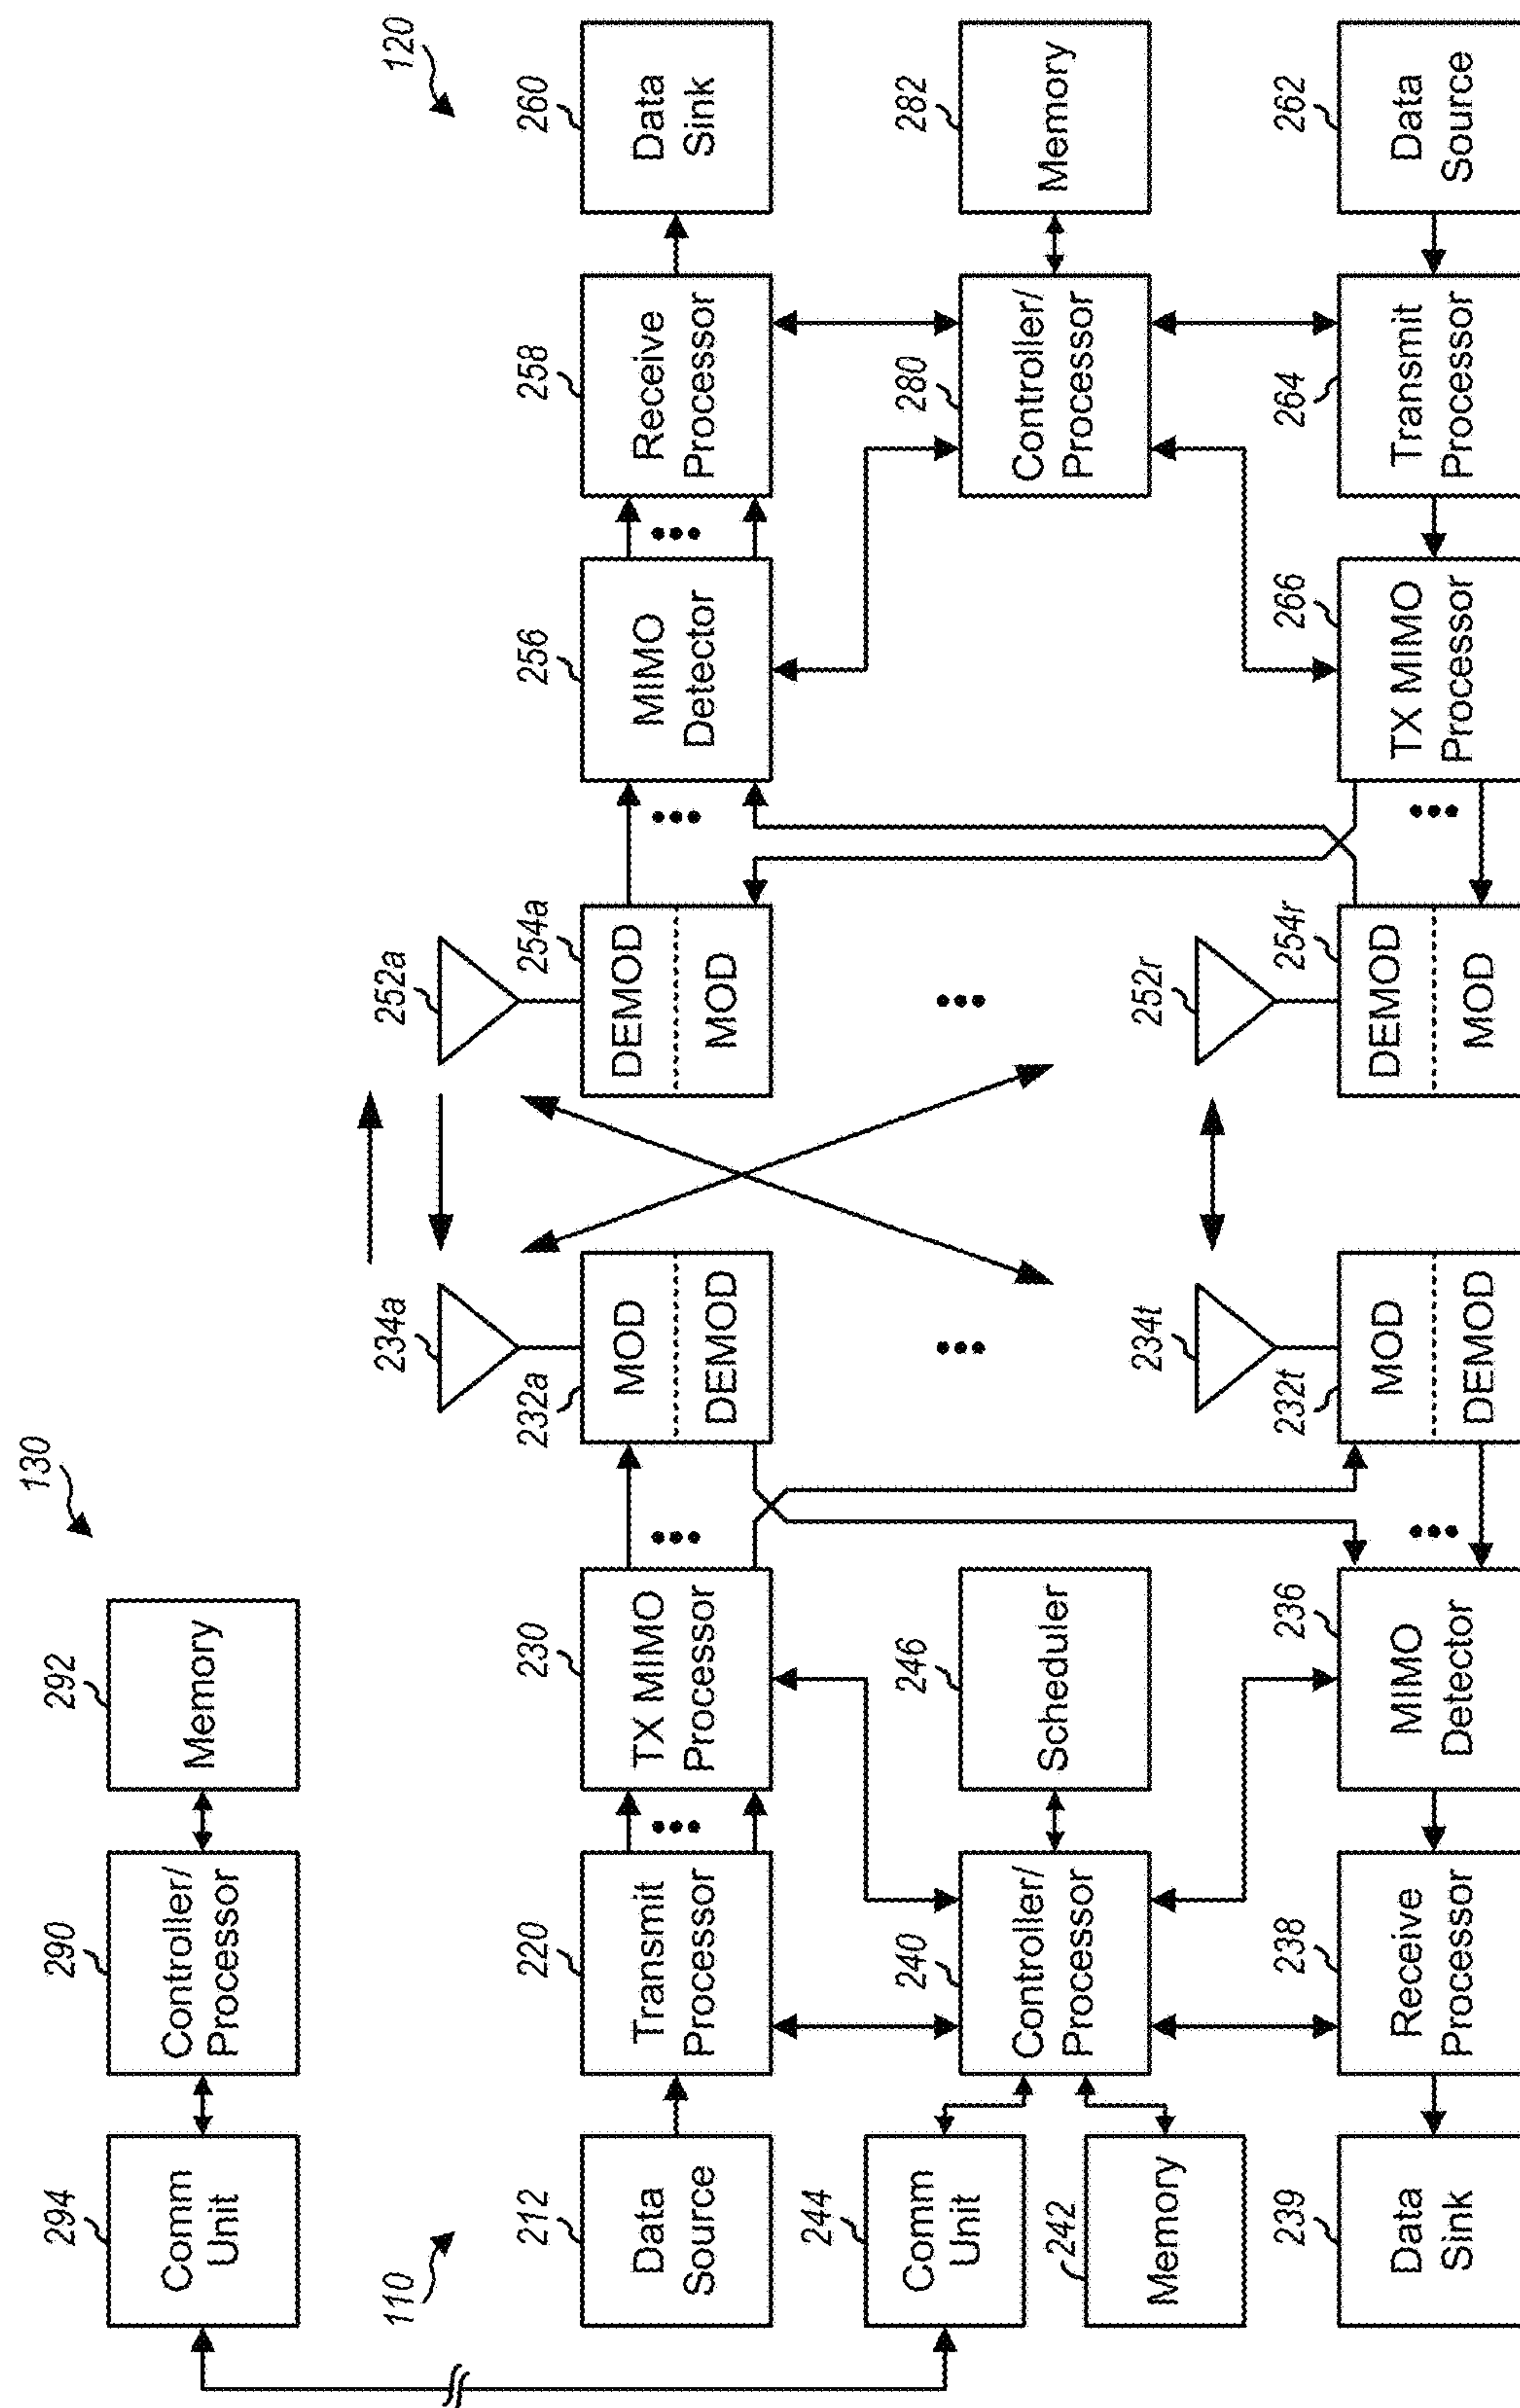 130
294
Comm
Unit
290
Controller/
Processor
292
Memory
110
120
212
Data
Source
220
Transmit
Processor
230
TX MIMO
Processor
232a
MOD
DEMOD
234a
252a
254a
DEMOD
MOD
256
MIMO
Detector
258
Receive
Processor
260
Data
Sink
244
Comm
Unit
242
Memory
240
Controller/
Processor
246
Scheduler
280
Controller/
Processor
282
Memory
239
Data
Sink
238
Receive
Processor
236
MIMO
Detector
232t
MOD
DEMOD
234t
252r
254r
DEMOD
MOD
266
TX MIMO
Processor
264
Transmit
Processor
262
Data
Source